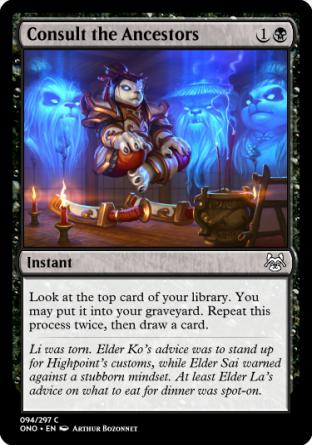 Consult the Ancestors 1
Instant
Look at the top card of your library. You
may put it into your graveyard. Repeat this
process twice, then draw a card.
Li was torn. Elder Ko's advice was to stand up
for Highpoint's customs, while Elder Sai warned
against a stubborn mindset. At least Elder La's
advice on what to eat for dinner was spot-on.
094/297 C
ONO • EN Arthur Bozonnet